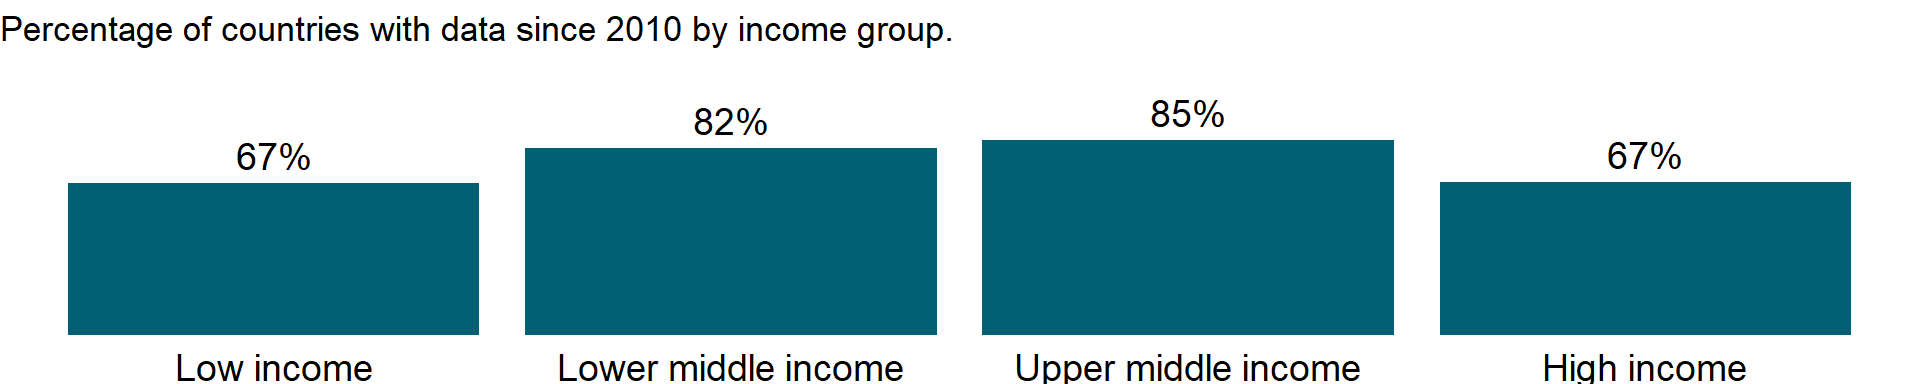 Percentage of countries with data since 2010 by income group.
85%
82%
67%
67%
Low income
Lower middle income
Upper middle income
High income